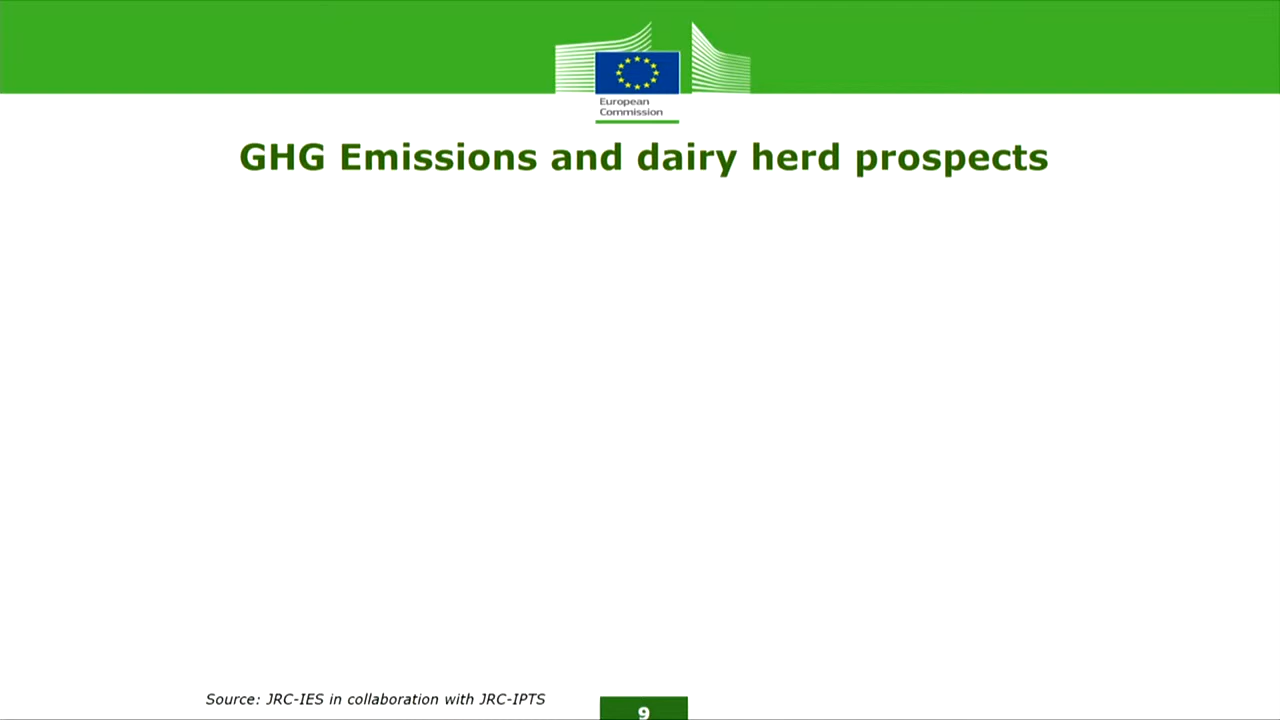 European
Commission
GHG Emissions and dairy herd prospects
Source: JRC-IES in collaboration with JRC-IPTS
9